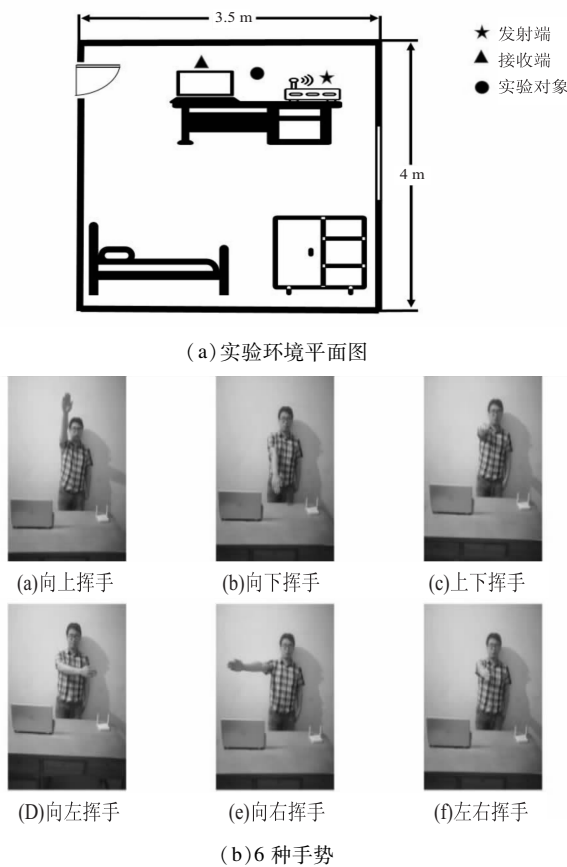 3.5 m
★ 发射端
▲ 接收端
● 实验对象
4 m
(a)实验环境平面图
(a)向上挥手
(b)向下挥手
(c)上下挥手
(D)向左挥手
(e)向右挥手
(f)左右挥手
(b)6 种手势